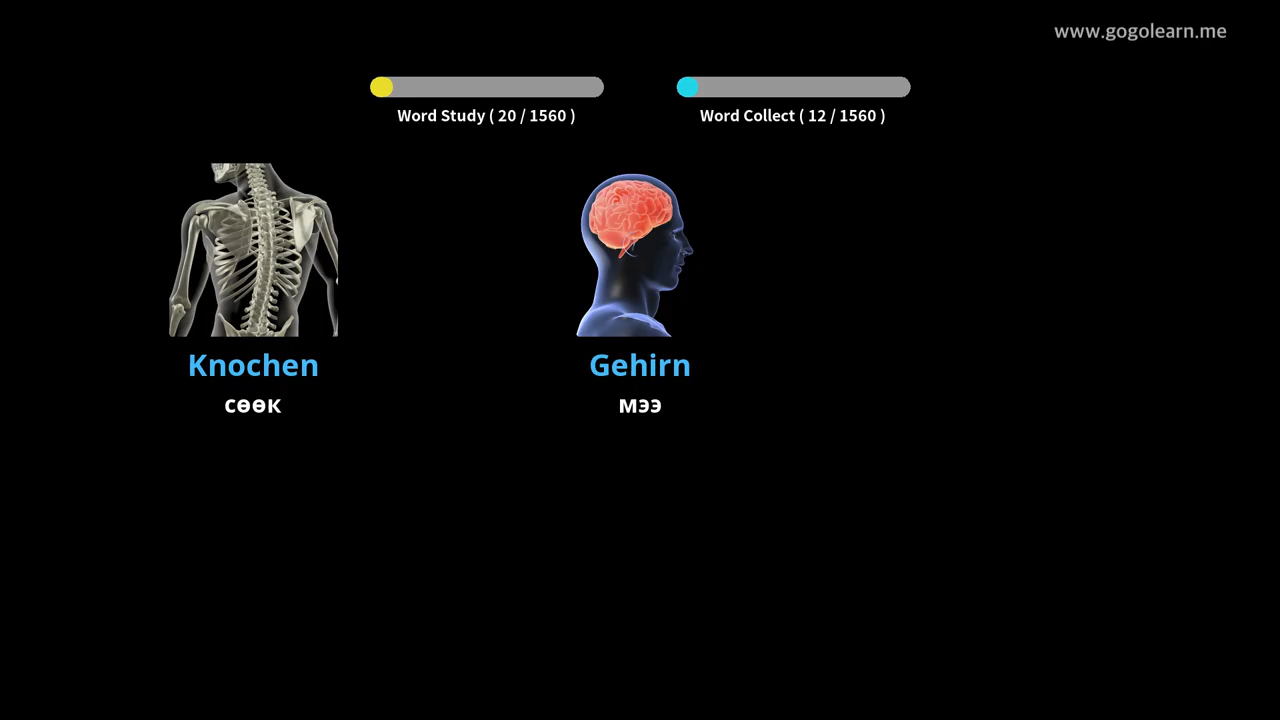 www.gogolearn.me
Word Study ( 20 / 1560 )
Word Collect ( 12 / 1560 )
Knochen
сөөк
Gehirn
мээ